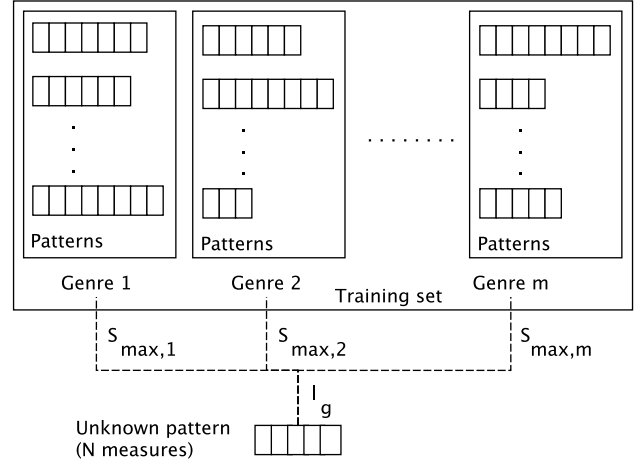 Patterns
Patterns
Patterns
Genre 1
Genre 2
Genre m
Training set
S max,1
S max,2
S max,m
I g
Unknown pattern
(N measures)